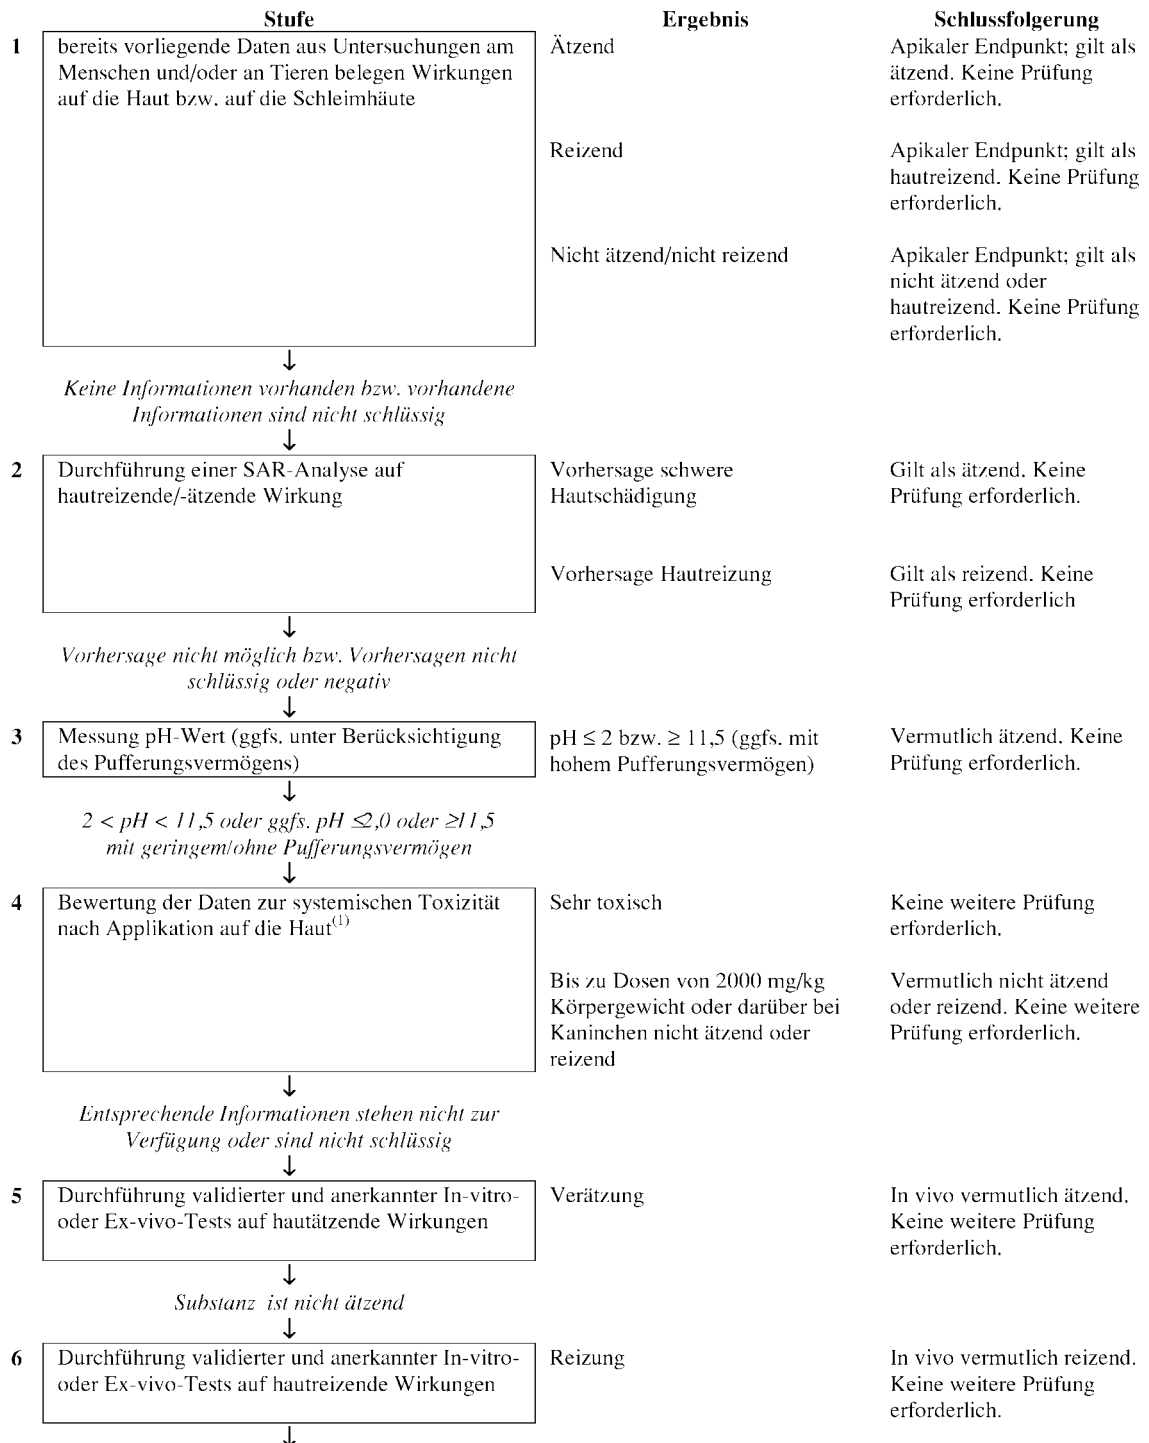 Stufe Ergebnis Schlussfolgerung
1 bereits vorliegende Daten aus Untersuchungen am Ätzend Apikaler Endpunkt; gilt als
Menschen und/oder an Tieren belegen Wirkungen ätzend. Keine Prüfung
auf die Haut bzw. auf die Schleimhäute erforderlich.
Reizend Apikaler Endpunkt; gilt als
hautreizend. Keine Prüfung
erforderlich.
Nicht ätzend/nicht reizend Apikaler Endpunkt; gilt als
nicht ätzend oder
hautreizend. Keine Prüfung
erforderlich.
↓
Keine Informationen vorhanden bzw. vorhandene
Informationen sind nicht schlüssig
↓
2 Durchführung einer SAR-Analyse auf Vorhersage schwere Gilt als ätzend. Keine
hautreizende/-ätzende Wirkung Hautschädigung Prüfung erforderlich.
Vorhersage Hautreizung Gilt als reizend. Keine
Prüfung erforderlich
↓
Vorhersage nicht möglich bzw. Vorhersagen nicht
schlüssig oder negativ
↓
3 Messung pH-Wert (ggfs. unter Berücksichtigung pH ≤ 2 bzw. ≥ 11,5 (ggfs. mit Vermutlich ätzend. Keine
des Pufferungsvermögens) hohem Pufferungsvermögen) Prüfung erforderlich.
↓
2 < pH < 11,5 oder ggfs. pH ≤2,0 oder ≥11,5
mit geringem/ohne Pufferungsvermögen
↓
4 Bewertung der Daten zur systemischen Toxizität Sehr toxisch Keine weitere Prüfung
nach Applikation auf die Haut(1) erforderlich.
Bis zu Dosen von 2000 mg/kg Vermutlich nicht ätzend
Körpergewicht oder darüber bei oder reizend. Keine weitere
Kaninchen nicht ätzend oder Prüfung erforderlich.
reizend
↓
Entsprechende Informationen stehen nicht zur
Verfügung oder sind nicht schlüssig
↓
5 Durchführung validierter und anerkannter In-vitro- Verätzung In vivo vermutlich ätzend.
oder Ex-vivo-Tests auf hautätzende Wirkungen Keine weitere Prüfung
erforderlich.
↓
Substanz ist nicht ätzend
↓
6 Durchführung validierter und anerkannter In-vitro- Reizung In vivo vermutlich reizend.
oder Ex-vivo-Tests auf hautreizende Wirkungen Keine weitere Prüfung
erforderlich.
↓